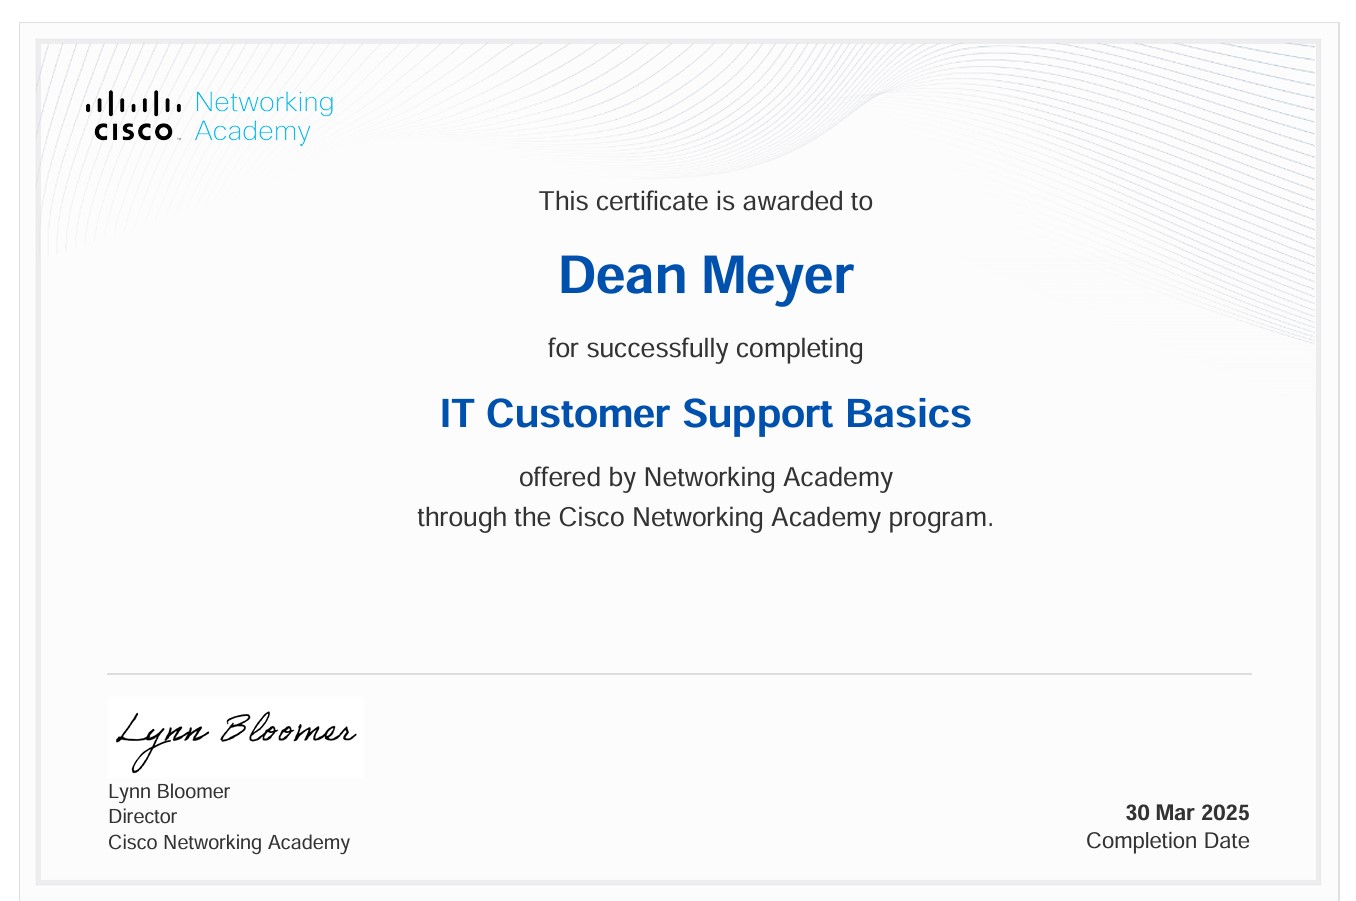 Networking
CISCO Academy
This certificate is awarded to
Dean Meyer
for successfully completing
IT Customer Support Basics
offered by Networking Academy
through the Cisco Networking Academy program.
Lynn Bloomer
Lynn Bloomer
Director
Cisco Networking Academy
30 Mar 2025
Completion Date